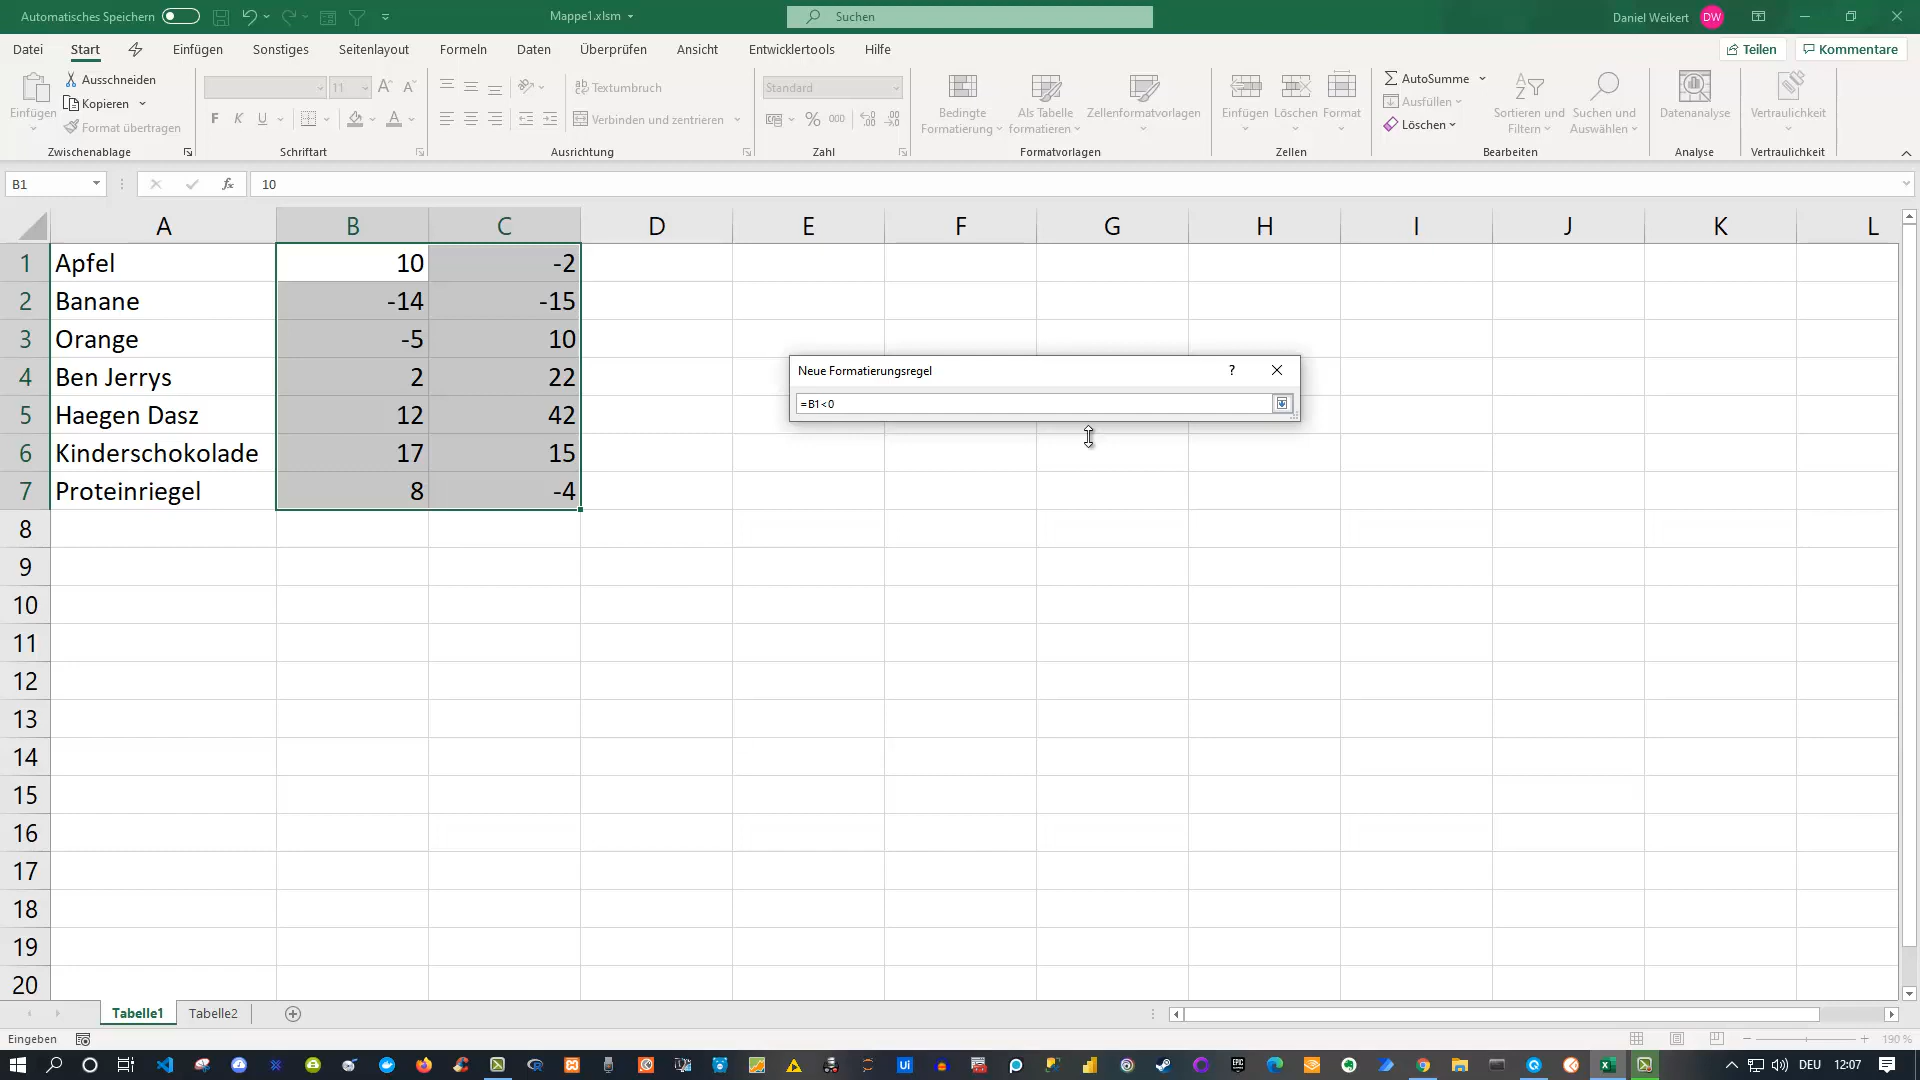 Automatisches Speichern
Mappe1.xlsm
Suchen
Daniel Weikert
DW
Datei
Start
Einfügen
Sonstiges
Seitenlayout
Formeln
Daten
Überprüfen
Ansicht
Entwicklertools
Hilfe
Teilen
Kommentare
Einfügen
Ausschneiden
Kopieren
Format übertragen
Zwischenablage
11
F K U
Schriftart
Textumbruch
Verbinden und zentrieren
Ausrichtung
Standard
% 000
Zahl
Bedingte
Formatierung
Als Tabelle
formatieren
Zellenformatvorlagen
Formatvorlagen
Einfügen
Löschen
Format
Zellen
AutoSumme
Ausfüllen
Löschen
Sortieren und
Filtern
Suchen und
Auswählen
Bearbeiten
Datenanalyse
Analyse
Vertraulichkeit
Vertraulichkeit
B1
fx
10
A B C D E F G H I J K L
1 Apfel 10 -2
2 Banane -14 -15
3 Orange -5 10
4 Ben Jerrys 2 22
5 Haegen Dasz 12 42
6 Kinderschokolade 17 15
7 Proteinriegel 8 -4
8
9
10
11
12
13
14
15
16
17
18
19
20
Neue Formatierungsregel
?
=B1<0
Tabelle1
Tabelle2
Eingeben
190 %
DEU
12:07